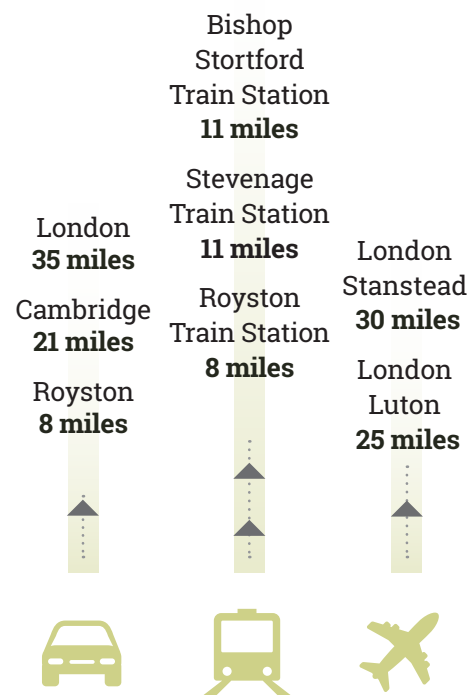 London
35 miles
Cambridge
21 miles
Royston
8 miles
Bishop
Stortford
Train Station
11 miles
Stevenage
Train Station
11 miles
Royston
Train Station
8 miles
London
Stanstead
30 miles
London
Luton
25 miles